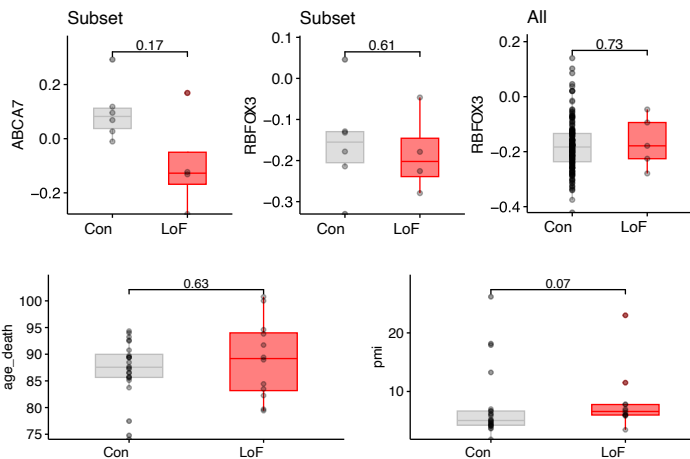 Subset
0.17
ABCA7
0.2
0.0
−0.2
Con
LoF
Subset
0.61
RBFOX3
0.1
0.0
−0.1
−0.2
−0.3
Con
LoF
All
0.73
RBFOX3
0.2
0.0
−0.2
−0.4
Con
LoF
0.63
age_death
100
95
90
85
80
75
Con
LoF
0.07
pmi
20
10
Con
LoF